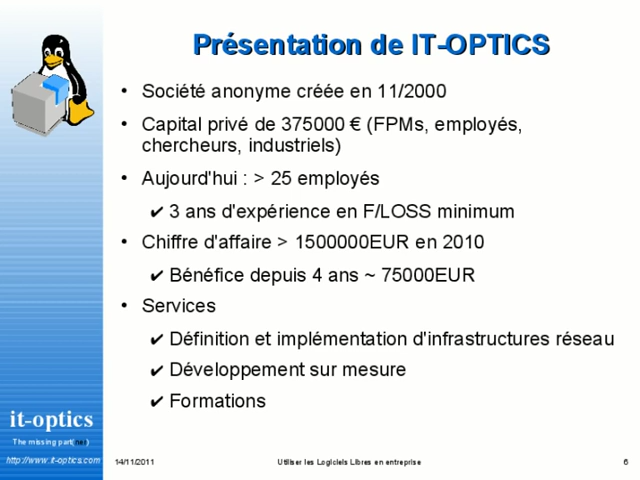 Présentation de IT-OPTICS
• Société anonyme créée en 11/2000
• Capital privé de 375000 € (FPMs, employés,
chercheurs, industriels)
• Aujourd'hui : > 25 employés
✔ 3 ans d'expérience en F/LOSS minimum
• Chiffre d'affaire > 1500000EUR en 2010
✔ Bénéfice depuis 4 ans ~ 75000EUR
• Services
✔ Définition et implémentation d'infrastructures réseau
✔ Développement sur mesure
✔ Formations
it-optics
The missing part(ner)
http://www.it-optics.com
14/11/2011
Utiliser les Logiciels Libres en entreprise
6